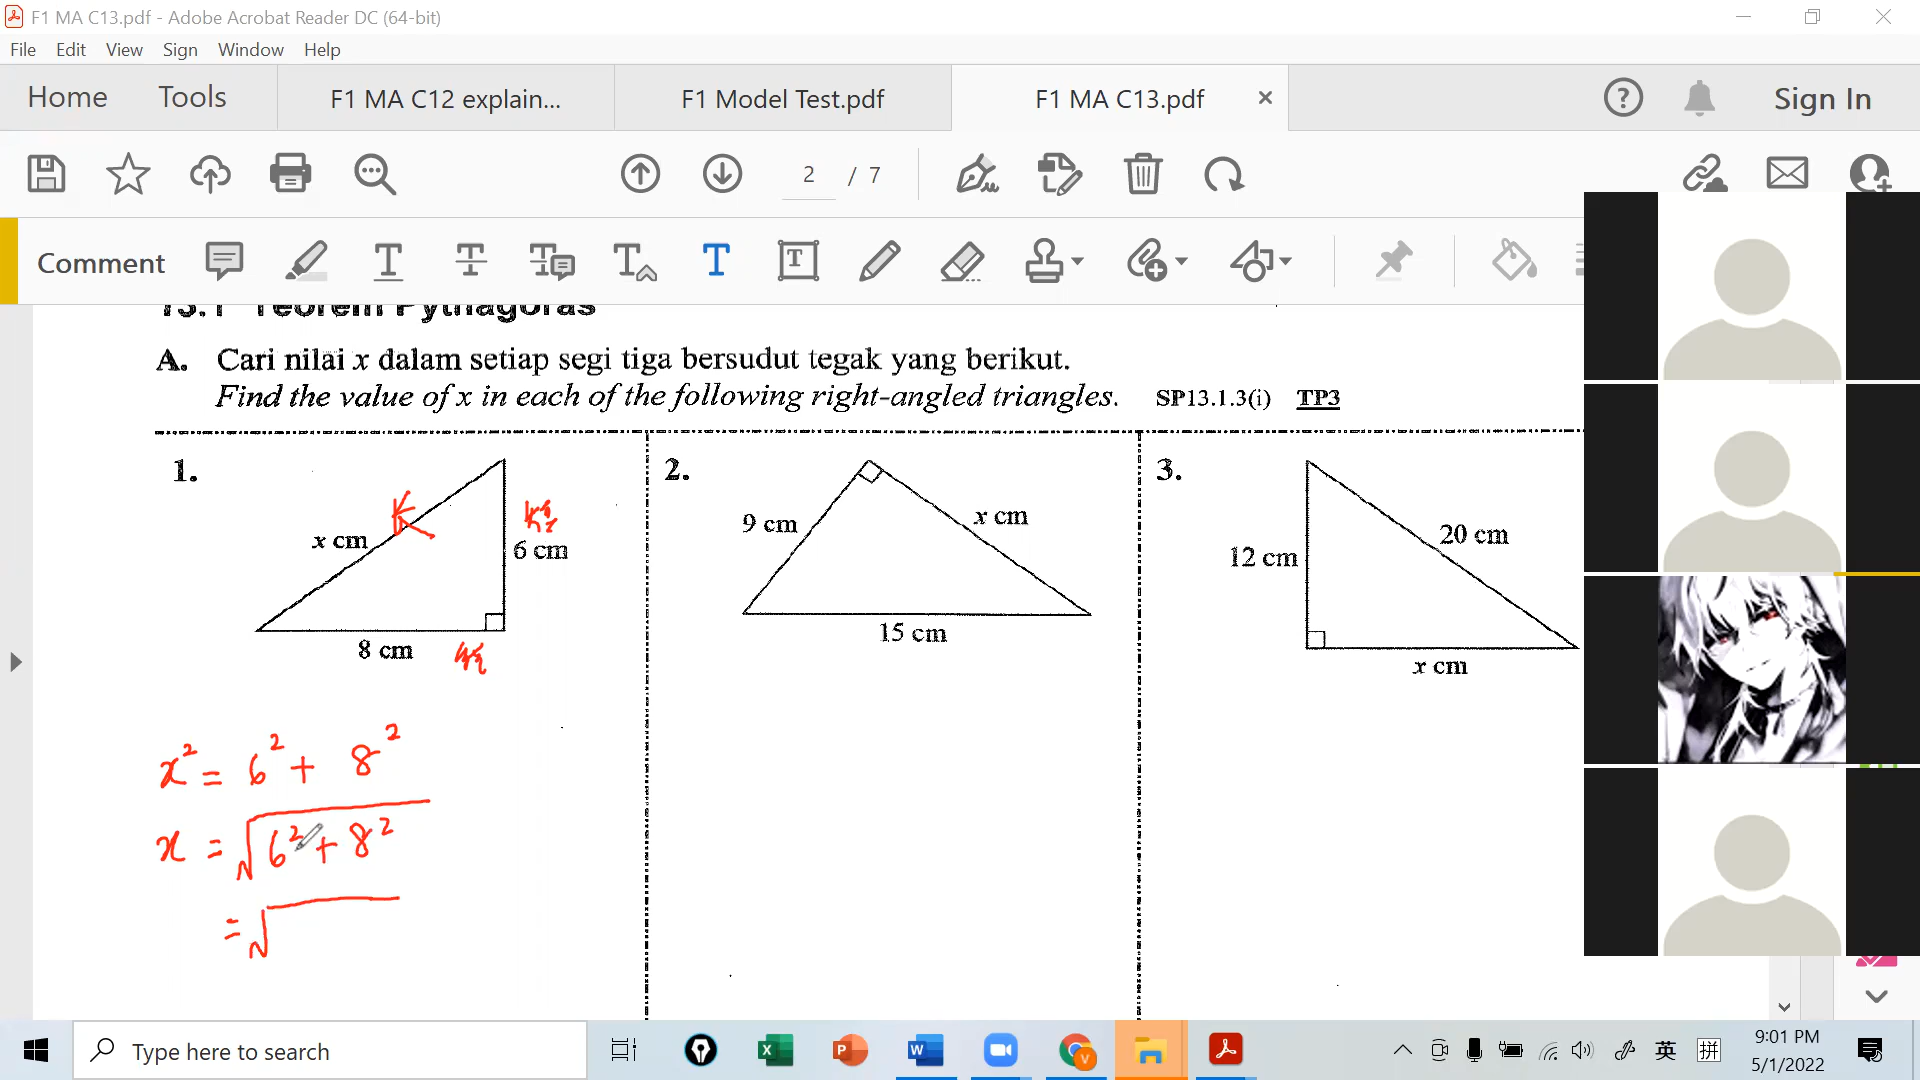 F1 MA C13.pdf - Adobe Acrobat Reader DC (64-bit)
File Edit View Sign Window Help
Home Tools F1 MA C12 explain... F1 Model Test.pdf F1 MA C13.pdf Sign In
2 / 7
Comment
13.1 Teorem Pythagoras
A. Cari nilai x dalam setiap segi tiga bersudut tegak yang berikut.
Find the value of x in each of the following right-angled triangles. SP13.1.3(i) TP3
1.
x cm
6 cm
8 cm
x² = 6² + 8²
x = √6² + 8²
= √
2.
9 cm
x cm
15 cm
3.
12 cm
20 cm
x cm
Type here to search
英 拼
9:01 PM
5/1/2022